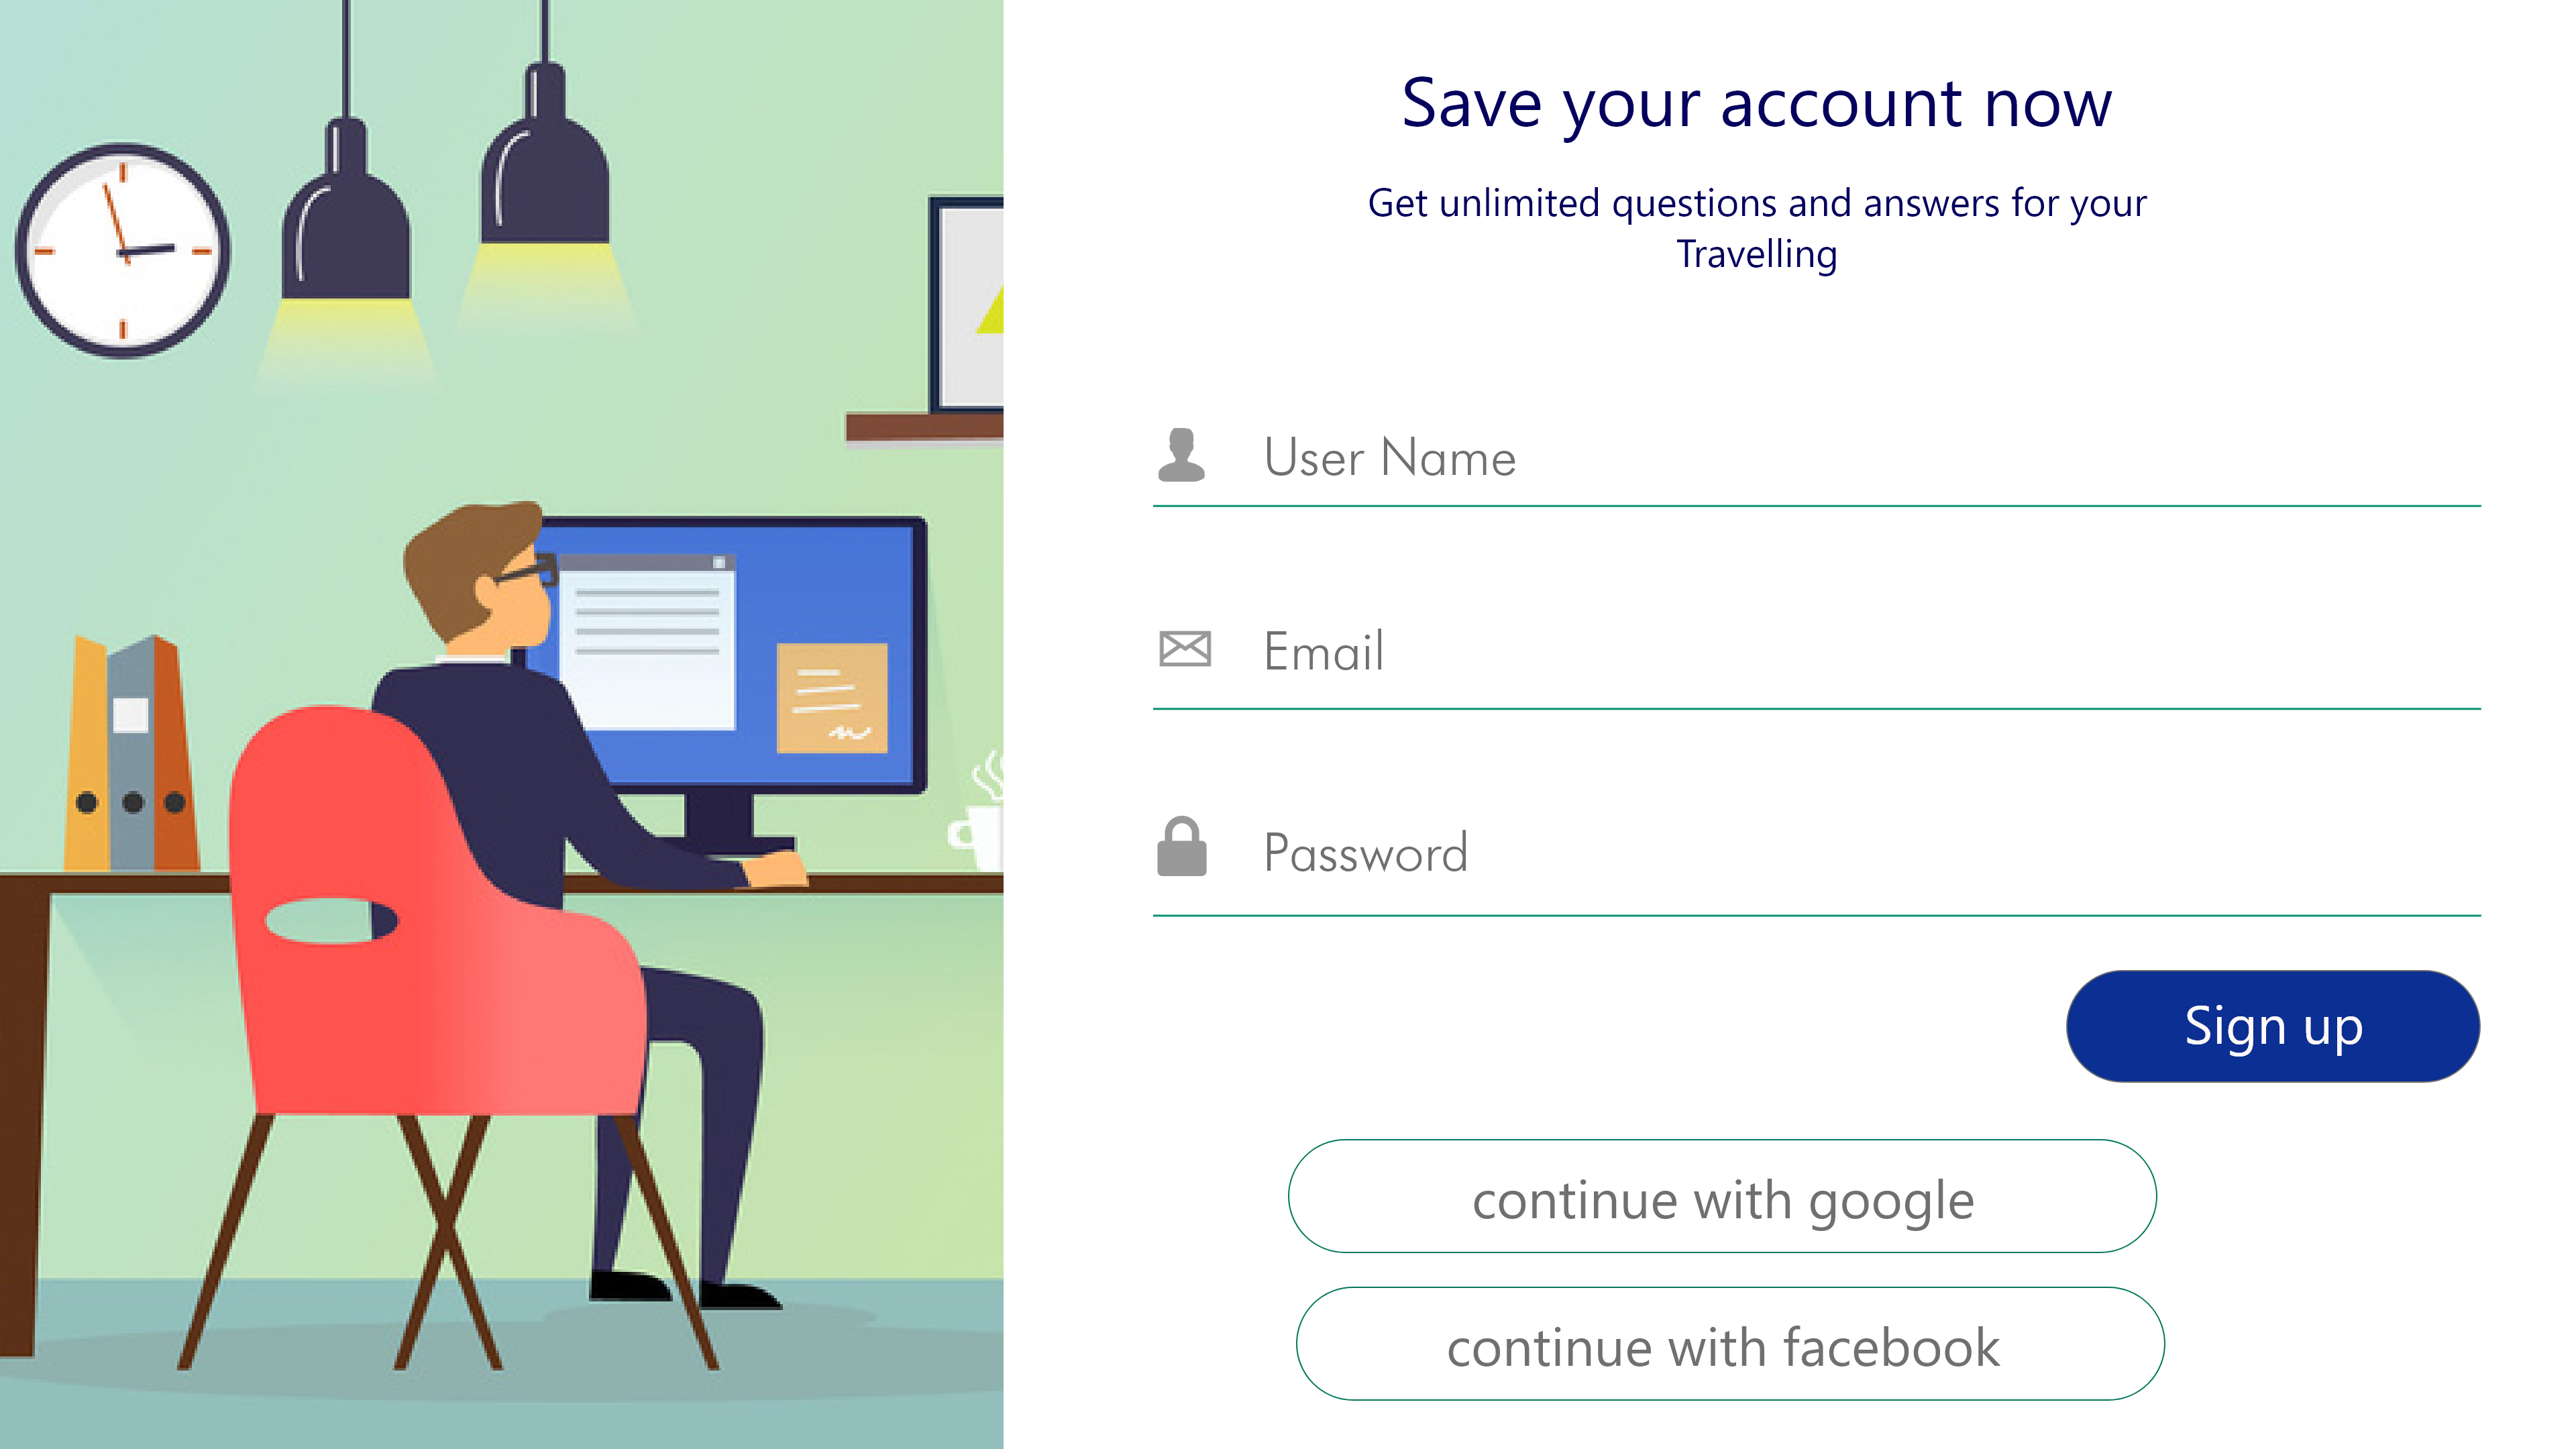 Save your account now
Get unlimited questions and answers for your
Travelling
User Name
Email
Password
Sign up
continue with google
continue with facebook